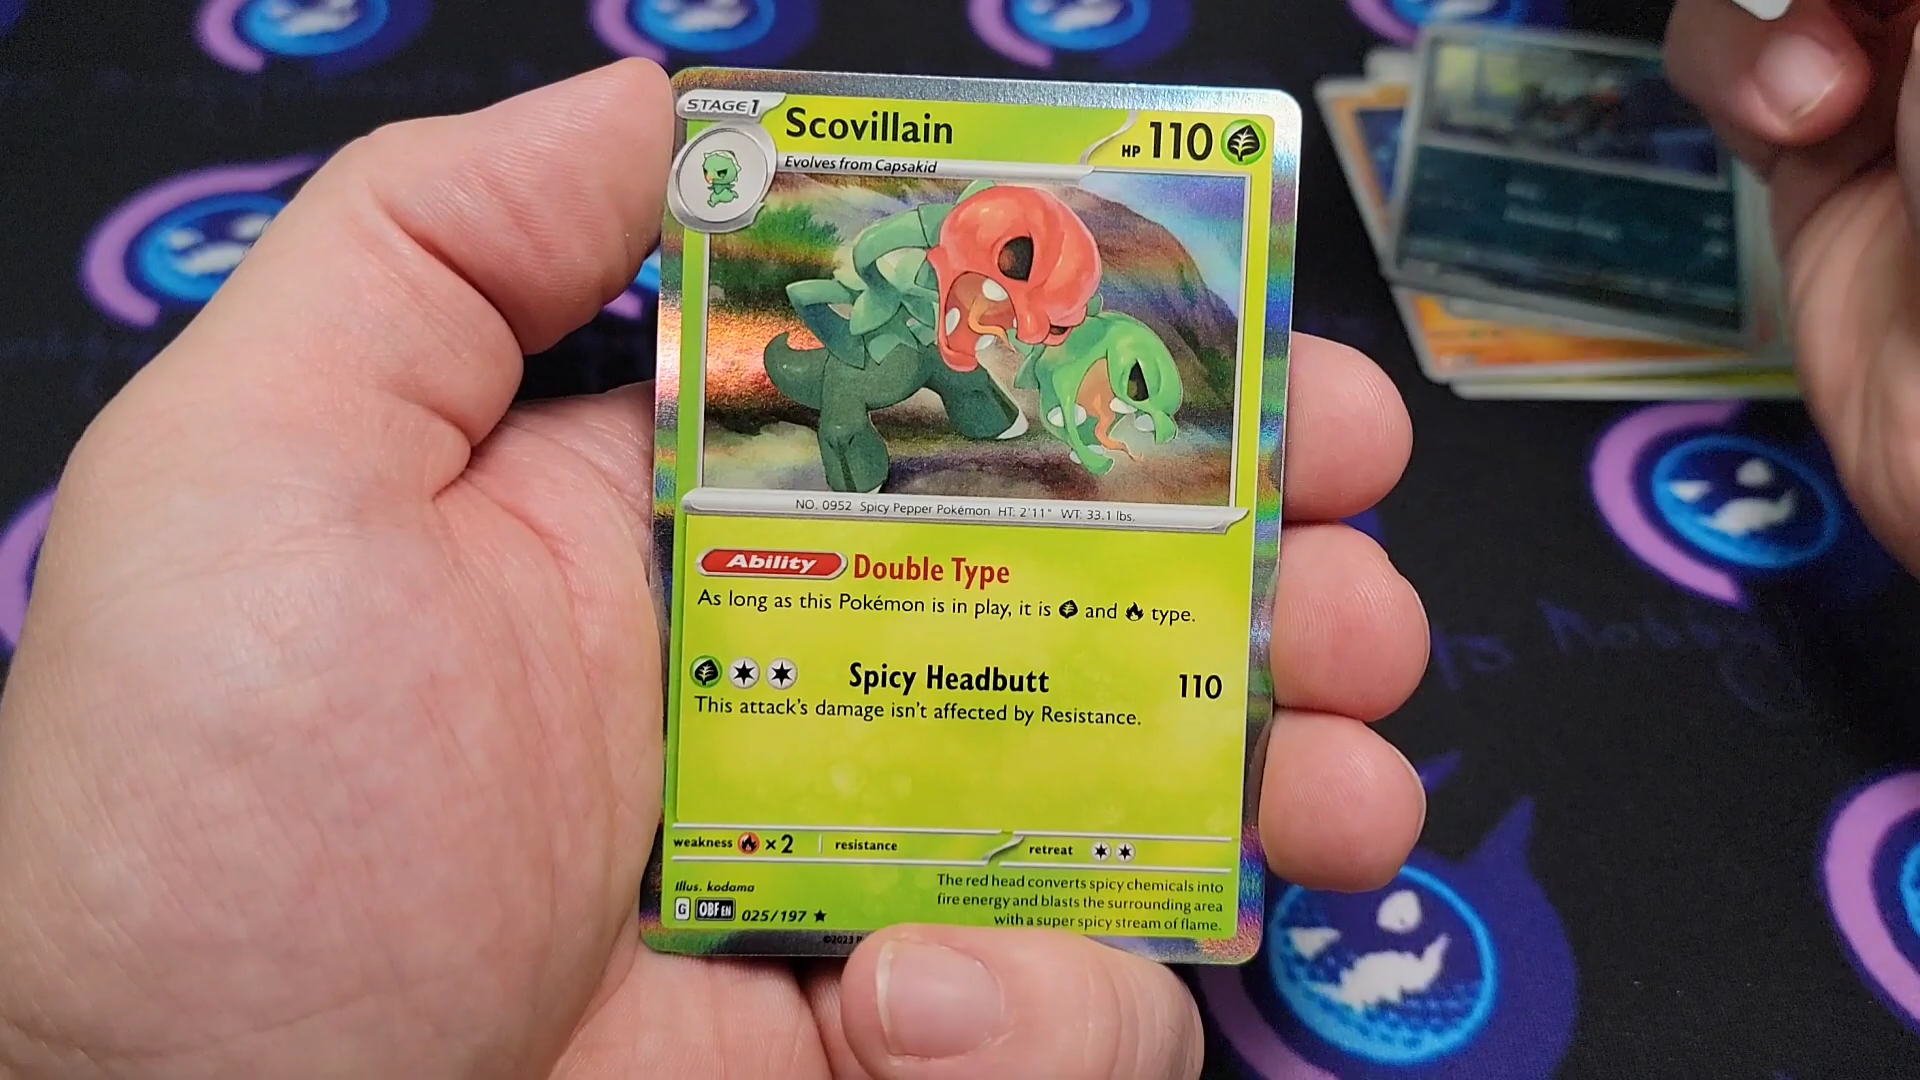 STAGE1
Scovillain
HP 110
Evolves from Capsakid
NO. 0952 Spicy Pepper Pokémon HT: 2'11" WT: 33.1 lbs.
Ability Double Type
As long as this Pokémon is in play, it is and type.
Spicy Headbutt 110
This attack's damage isn't affected by Resistance.
weakness ×2 resistance retreat
Illus. kodama
G OBF EN 025/197 ★
The red head converts spicy chemicals into
fire energy and blasts the surrounding area
with a super spicy stream of flame.
©2023